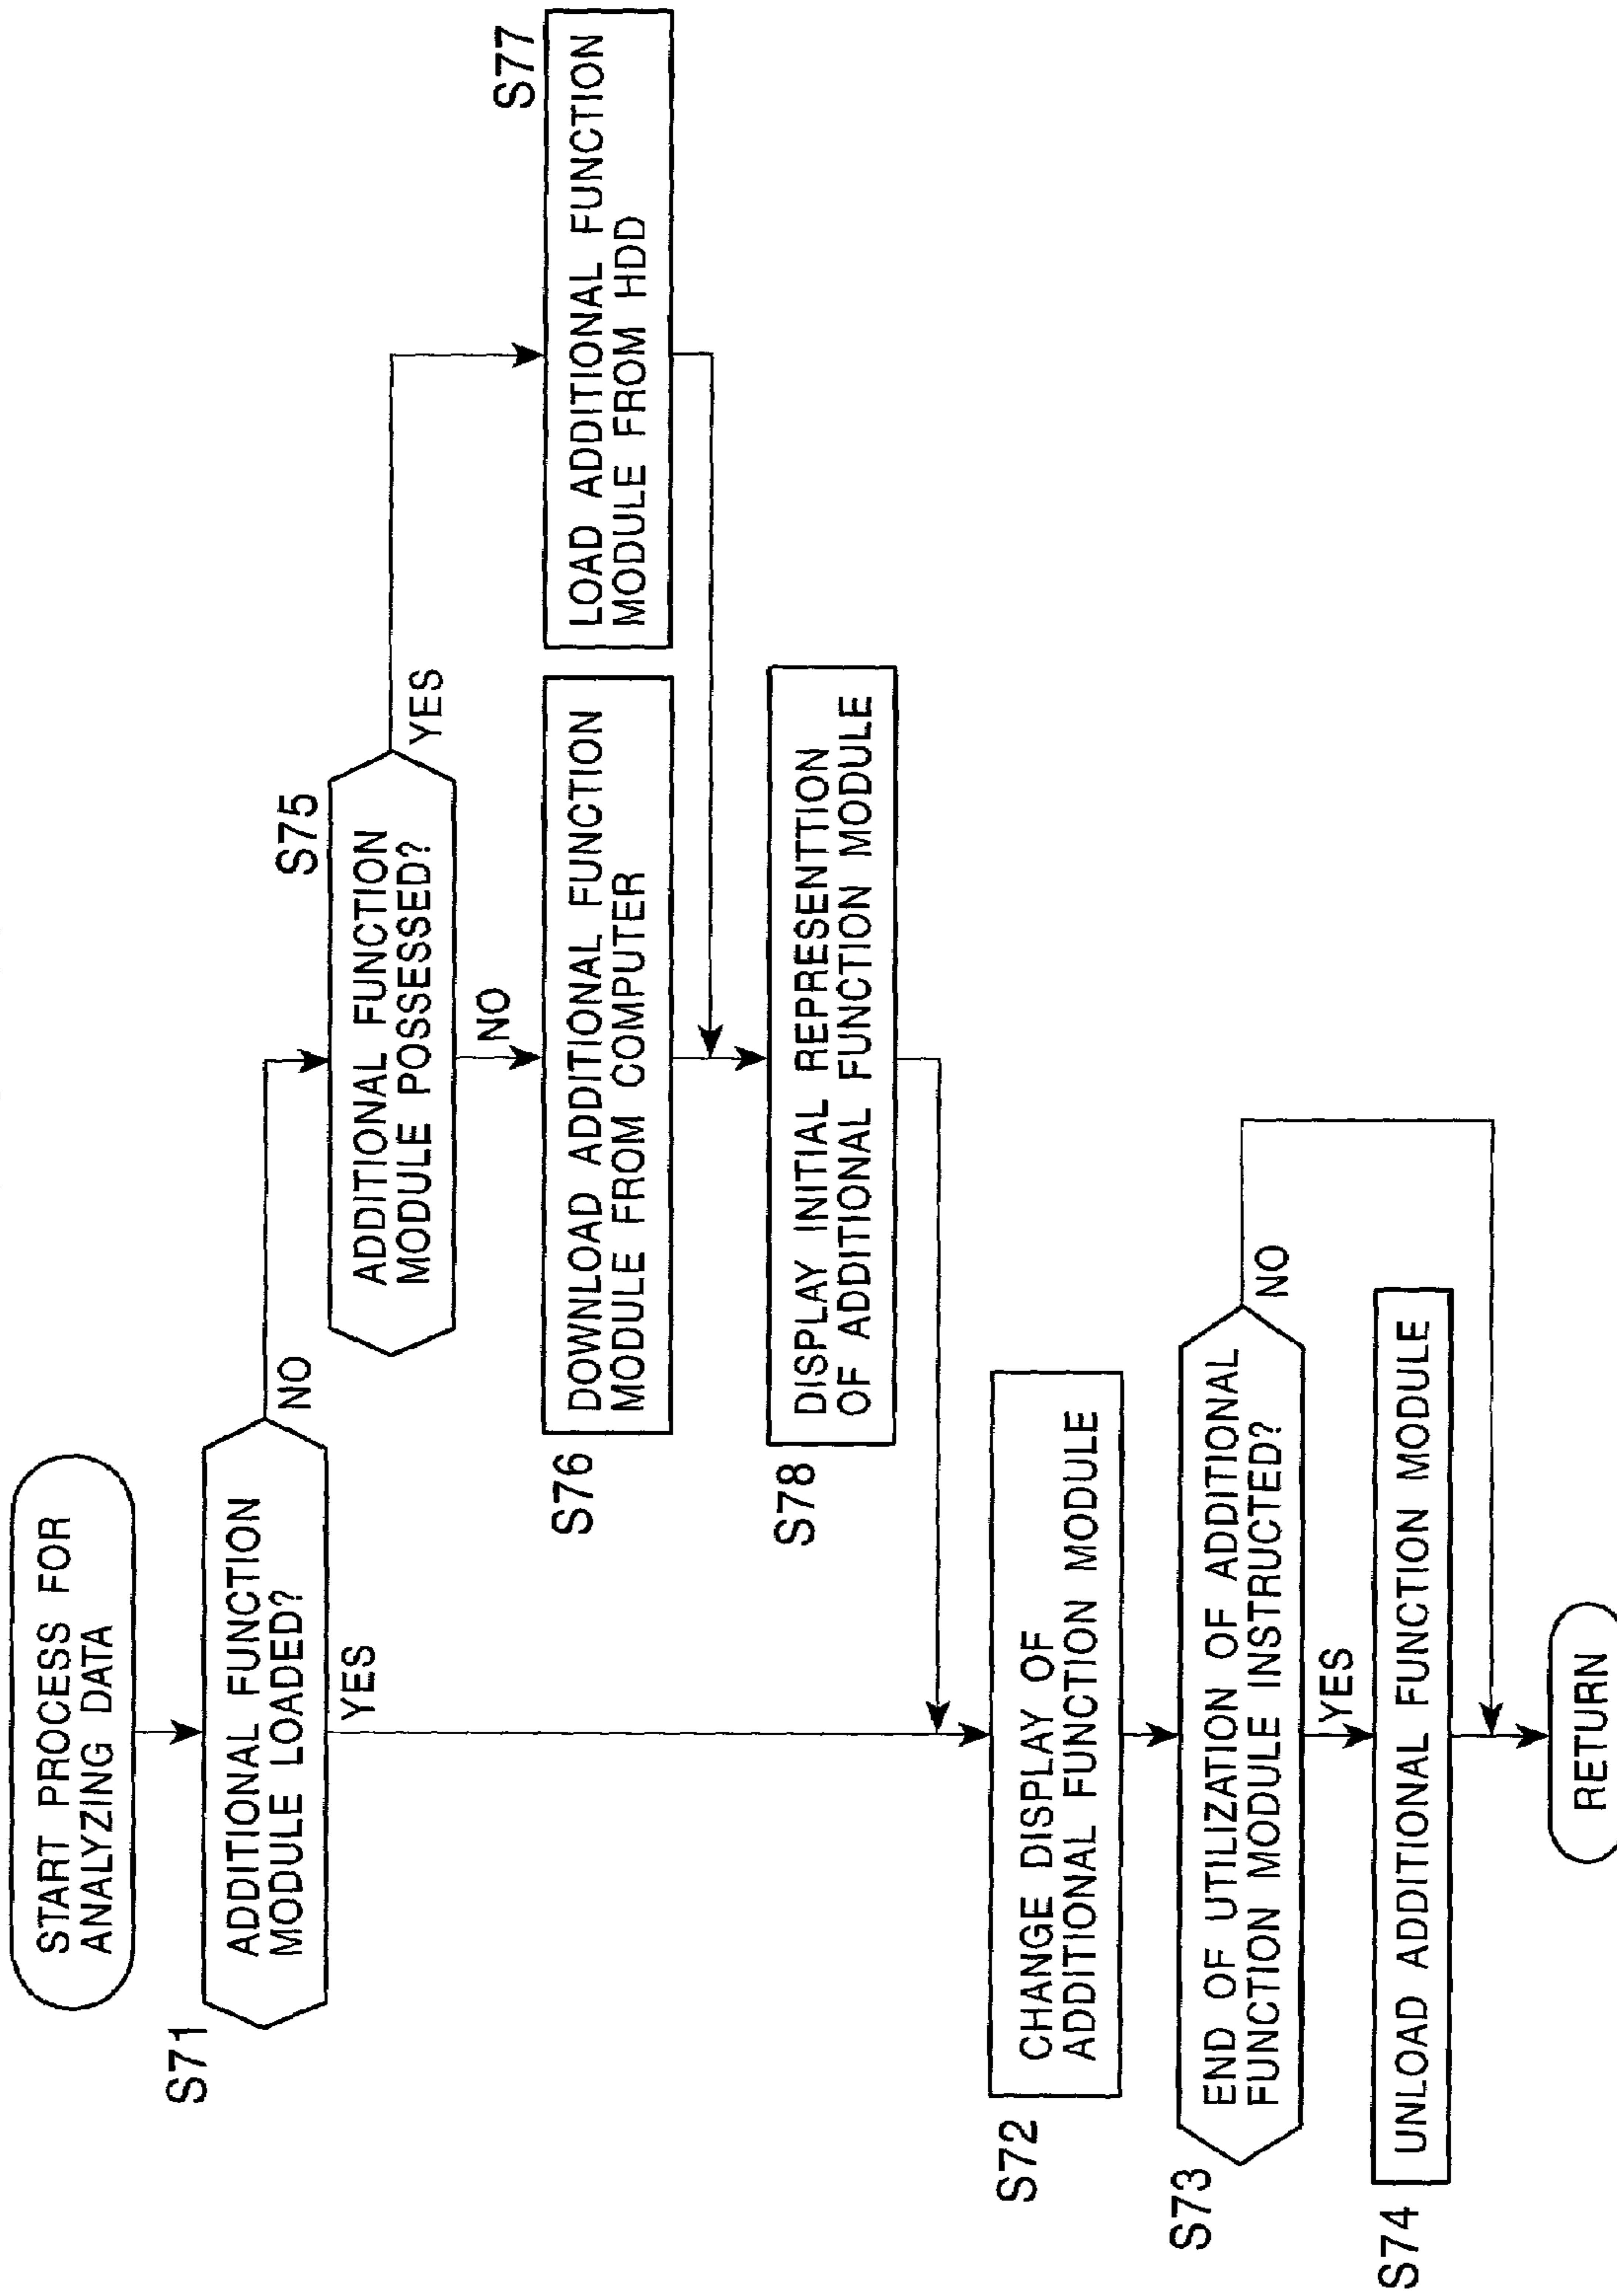 START PROCESS FOR
ANALYZING DATA
S71
ADDITIONAL FUNCTION
MODULE LOADED?
NO
YES
S75
ADDITIONAL FUNCTION
MODULE POSSESSED?
YES
NO
S76
DOWNLOAD ADDITIONAL FUNCTION
MODULE FROM COMPUTER
S77
LOAD ADDITIONAL FUNCTION
MODULE FROM HDD
S78
DISPLAY INITIAL REPRESENTTION
OF ADDITIONAL FUNCTION MODULE
S72
CHANGE DISPLAY OF
ADDITIONAL FUNCTION MODULE
S73
END OF UTILIZATION OF ADDITIONAL
FUNCTION MODULE INSTRUCTED?
NO
YES
S74
UNLOAD ADDITIONAL FUNCTION MODULE
RETURN